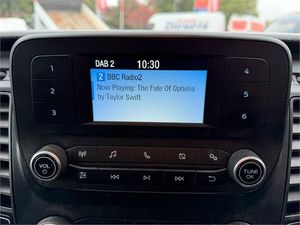 DAB 2 10:30
2 BBC Radio2
Now Playing: The Fate Of Ophelia
by Taylor Swift
1
2
3
4
5
6
VOL
TUNE
OK